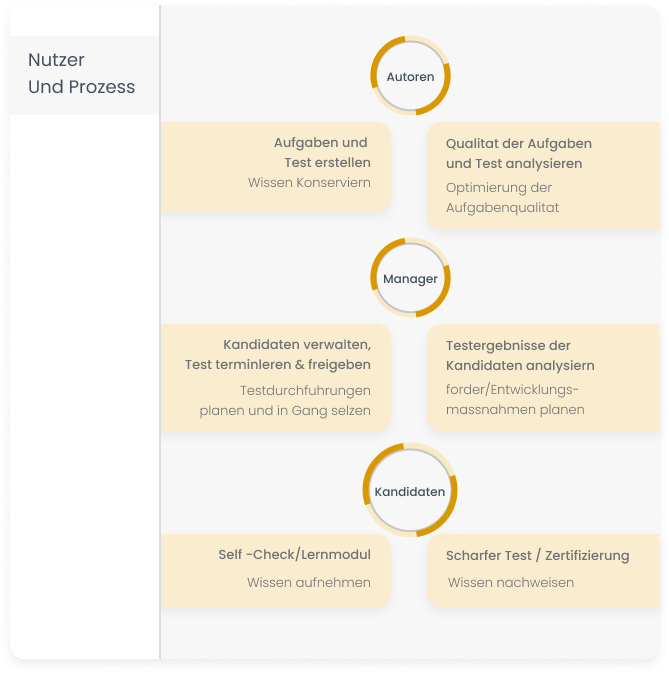 Nutzer
Und Prozess
Autoren
Aufgaben und
Test erstellen
Wissen Konserviern
Qualitat der Aufgaben
und Test analysieren
Optimierung der
Aufgabenqualitat
Manager
Kandidaten verwalten,
Test terminleren & freigeben
Testdurchfuhrungen
planen und in Gang selzen
Testergebnisse der
Kandidaten analysiern
forder/Entwicklungs-
massnahmen planen
Kandidaten
Self -Check/Lernmodul
Wissen aufnehmen
Scharfer Test / Zertifizierung
Wissen nachweisen